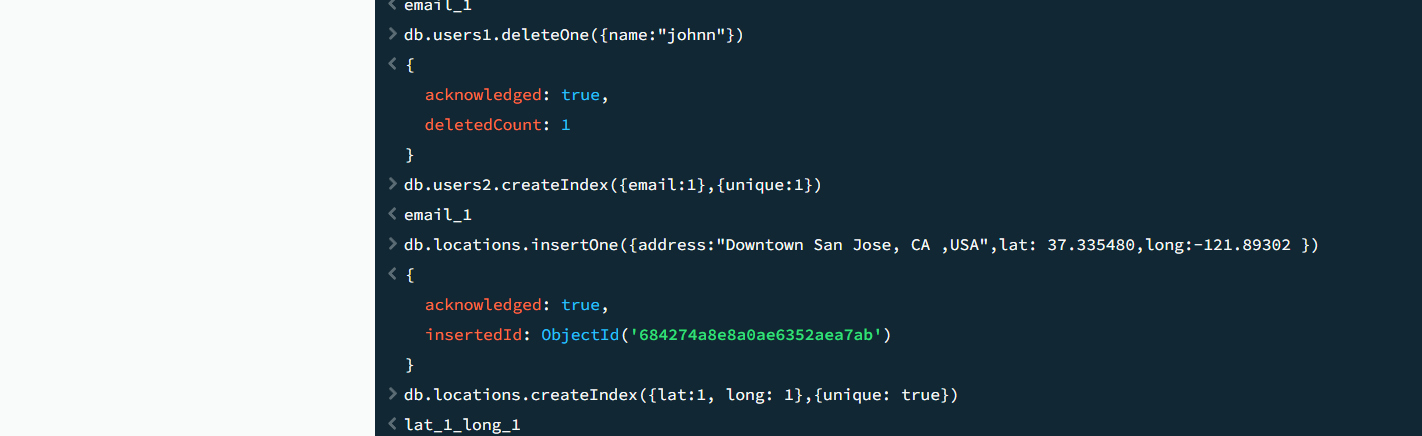 email_1
db.users1.deleteOne({name:"johnn"})
{
acknowledged: true,
deletedCount: 1
}
db.users2.createIndex({email:1},{unique:1})
email_1
db.locations.insertOne({address:"Downtown San Jose, CA ,USA",lat: 37.335480,long:-121.89302 })
{
acknowledged: true,
insertedId: ObjectId('684274a8e8a0ae6352aea7ab')
}
db.locations.createIndex({lat:1, long: 1},{unique: true})
lat_1_long_1